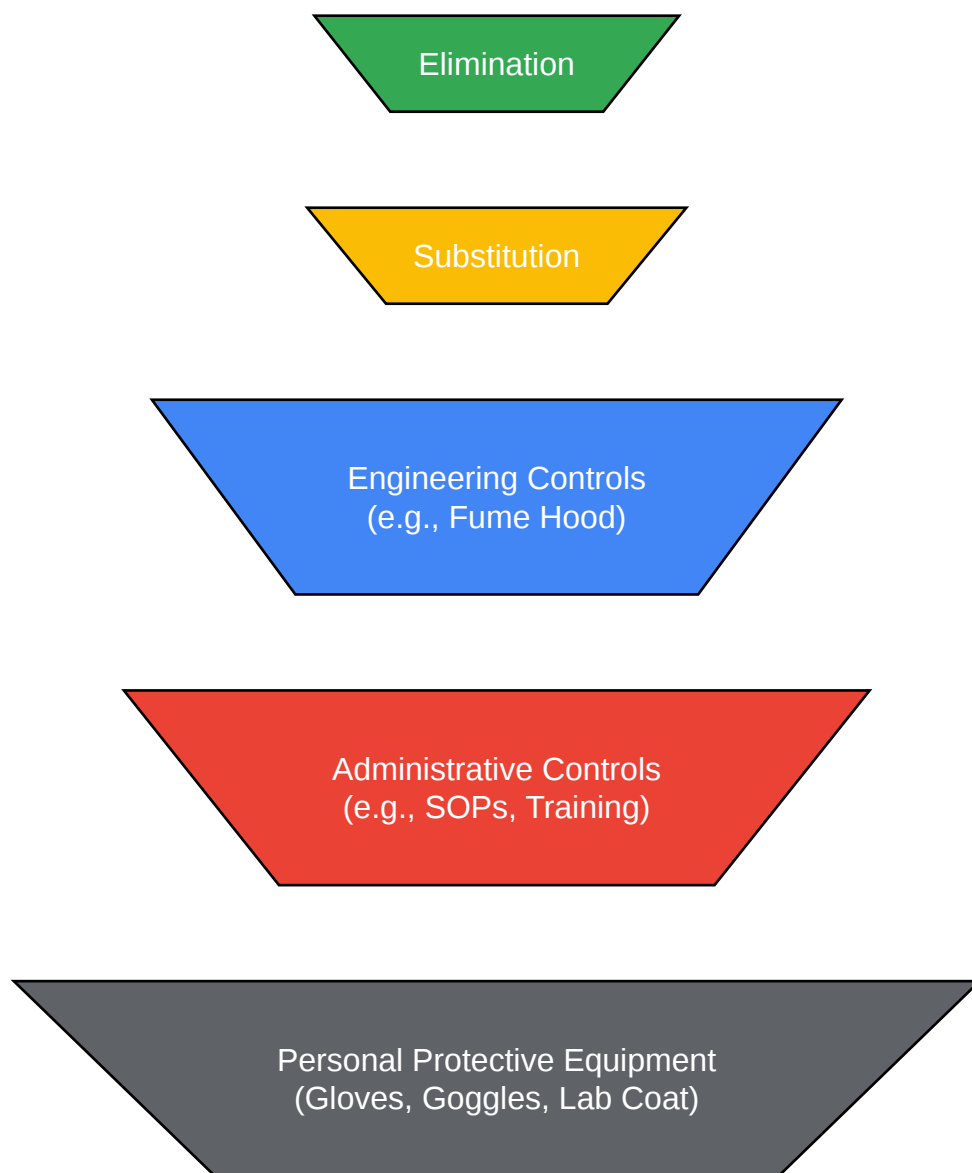 Elimination
Substitution
Engineering Controls
(e.g., Fume Hood)
Administrative Controls
(e.g., SOPs, Training)
Personal Protective Equipment
(Gloves, Goggles, Lab Coat)